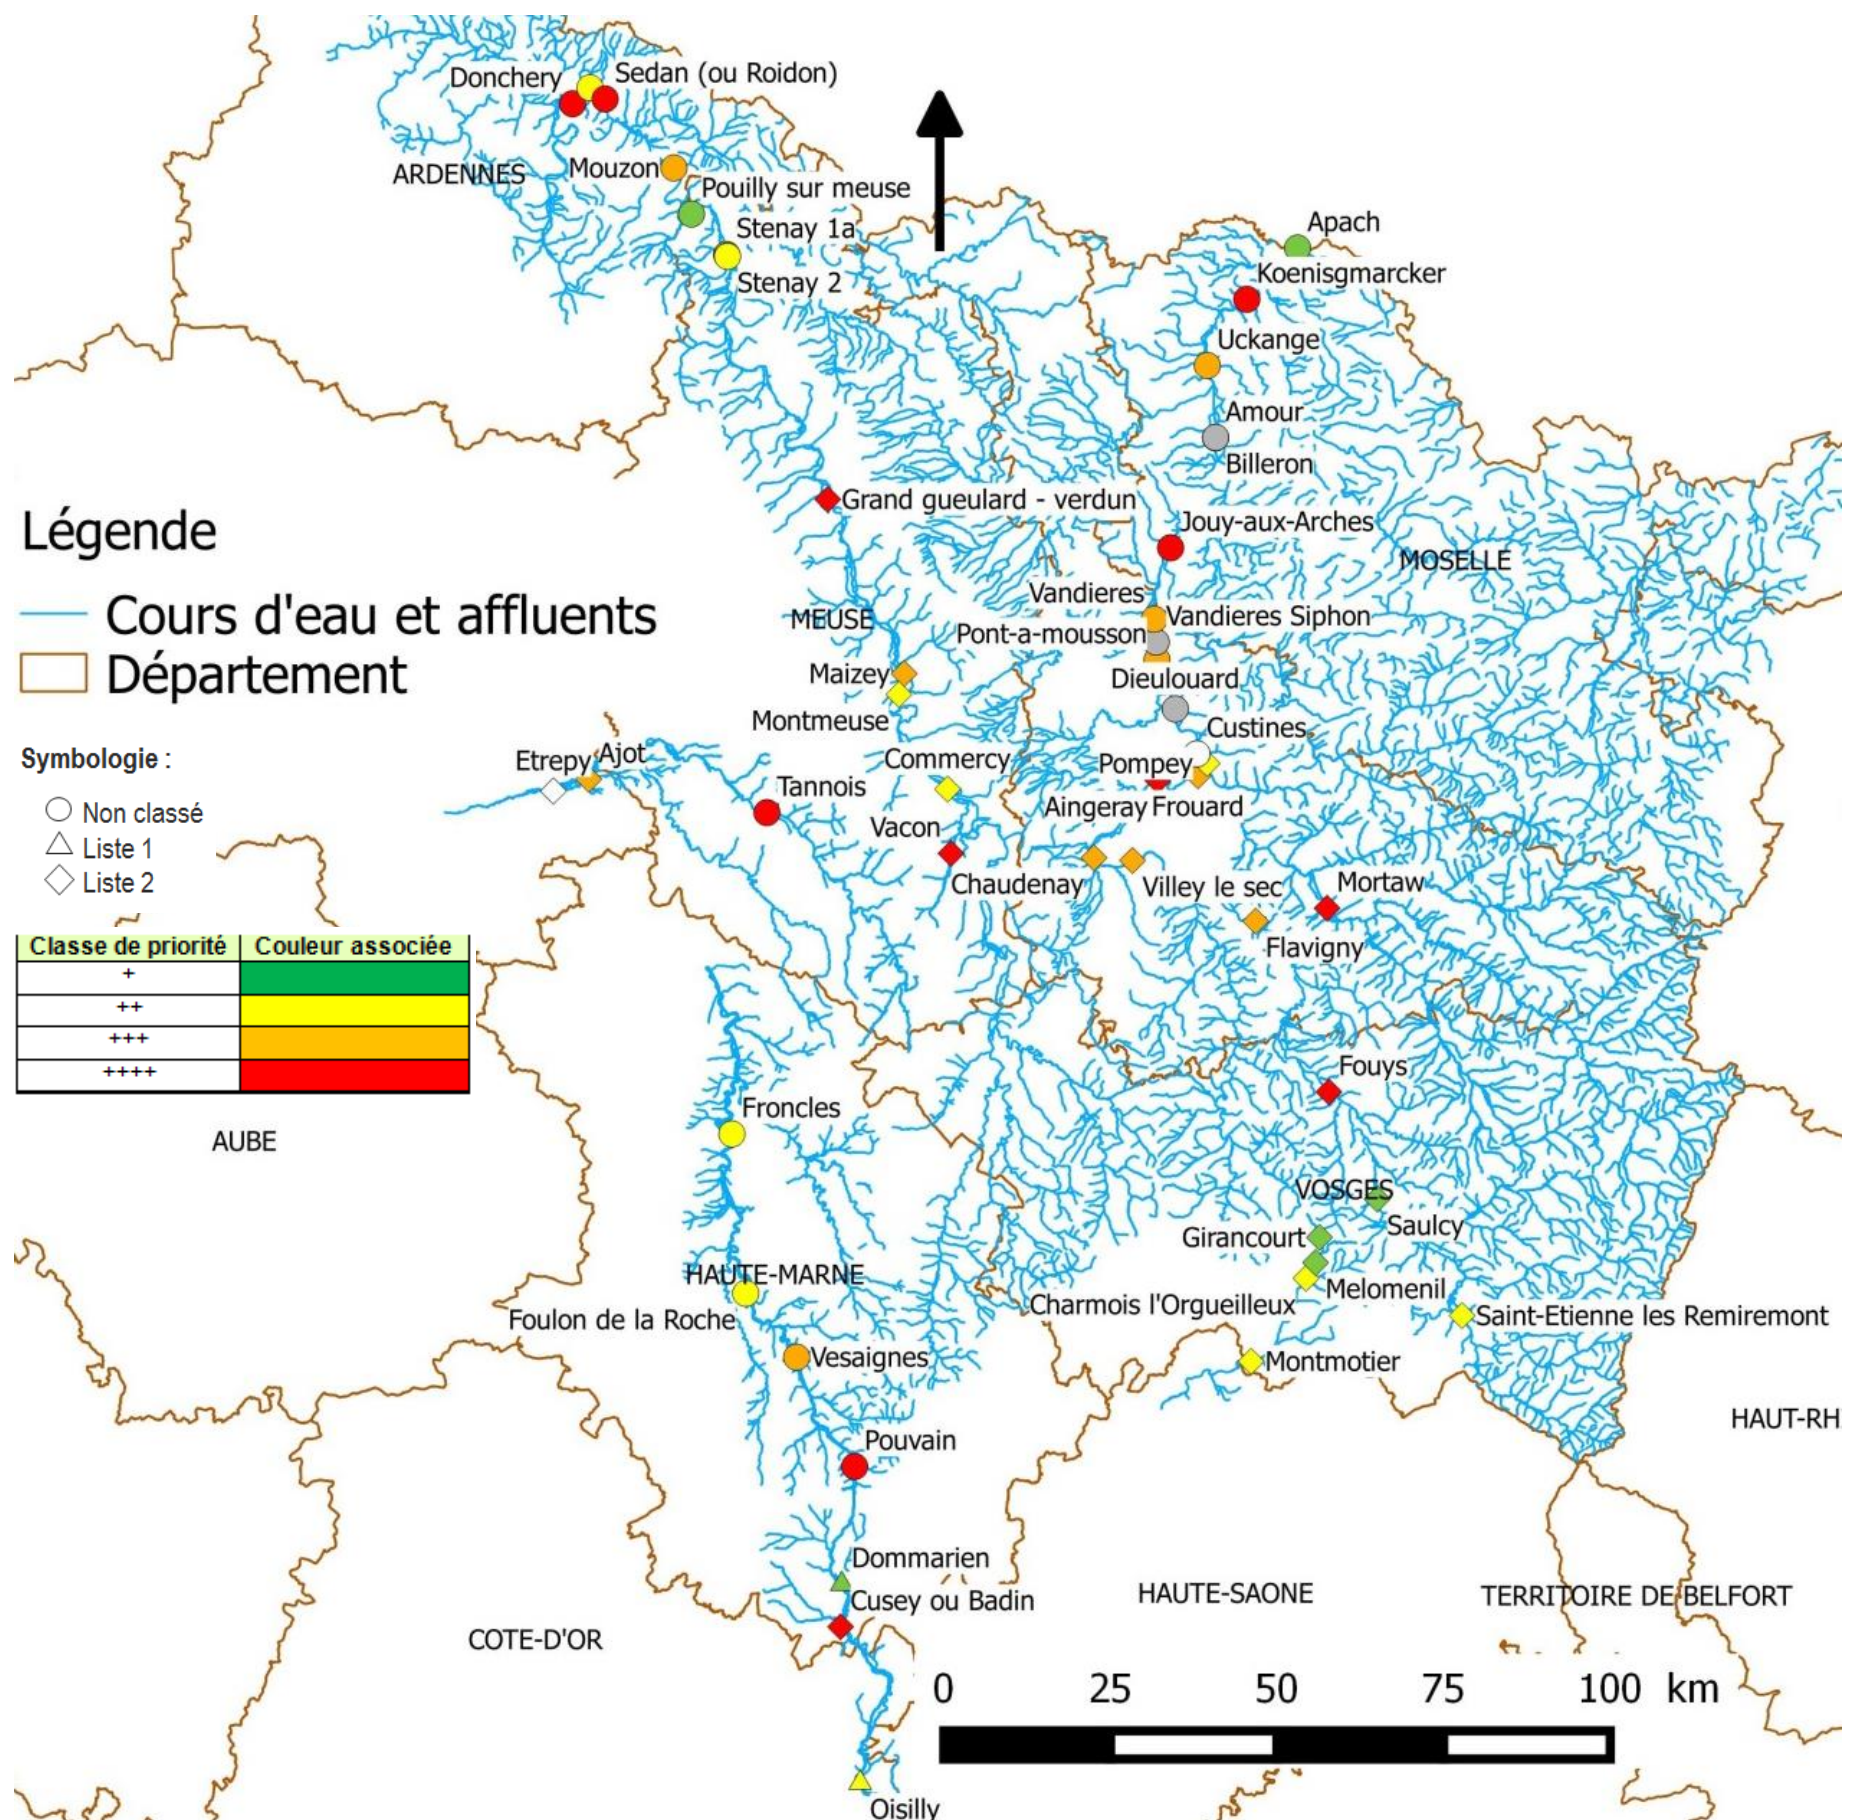 Donchery
Sedan (ou Roidon)
ARDENNES
Mouzon
Pouilly sur meuse
Stenay 1a
Stenay 2
Apach
Koenisgmarcker
Uckange
Amour
Billeron
Grand gueulard - verdun
Jouy-aux-Arches
MOSELLE
Vandieres
Vandieres Siphon
MEUSE
Pont-a-mousson
Maizey
Dieulouard
Montmeuse
Custines
Légende
Cours d'eau et affluents
Département
Symbologie :
Non classé
Liste 1
Liste 2
Etrepy
Ajot
Commercy
Pompey
Tannois
Aingeray
Frouard
Vacon
Chaudenay
Villey le sec
Mortaw
Flavigny
Classe de priorité
Couleur associée
+
++
+++
++++
Fouys
Froncles
AUBE
VOSGES
Saulcy
Girancourt
HAUTE-MARNE
Melomenil
Charmois l'Orgueilleux
Foulon de la Roche
Saint-Etienne les Remiremont
Vesaignes
Montmotier
HAUT-RH
Pouvain
Dommarien
Cusey ou Badin
HAUTE-SAONE
TERRITOIRE DE BELFORT
COTE-D'OR
0 25 50 75 100 km
Oisilly